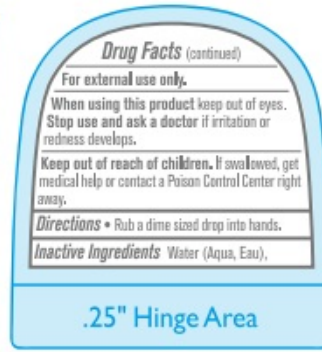 Drug Facts (continued)
For external use only.
When using this product keep out of eyes.
Stop use and ask a doctor if irritation or
redness develops.
Keep out of reach of children. If swallowed, get
medical help or contact a Poison Control Center right
away.
Directions • Rub a dime sized drop into hands.
Inactive Ingredients Water (Aqua, Eau),
.25" Hinge Area